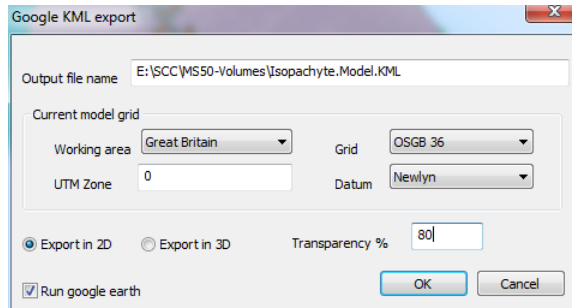 Google KML export
Output file name E:\SCC\MS50-Volumes\Isopachyte.Model.KML
Current model grid
Working area Great Britain Grid OSGB 36
UTM Zone 0 Datum Newlyn
Export in 2D Export in 3D Transparency % 80
Run google earth OK Cancel